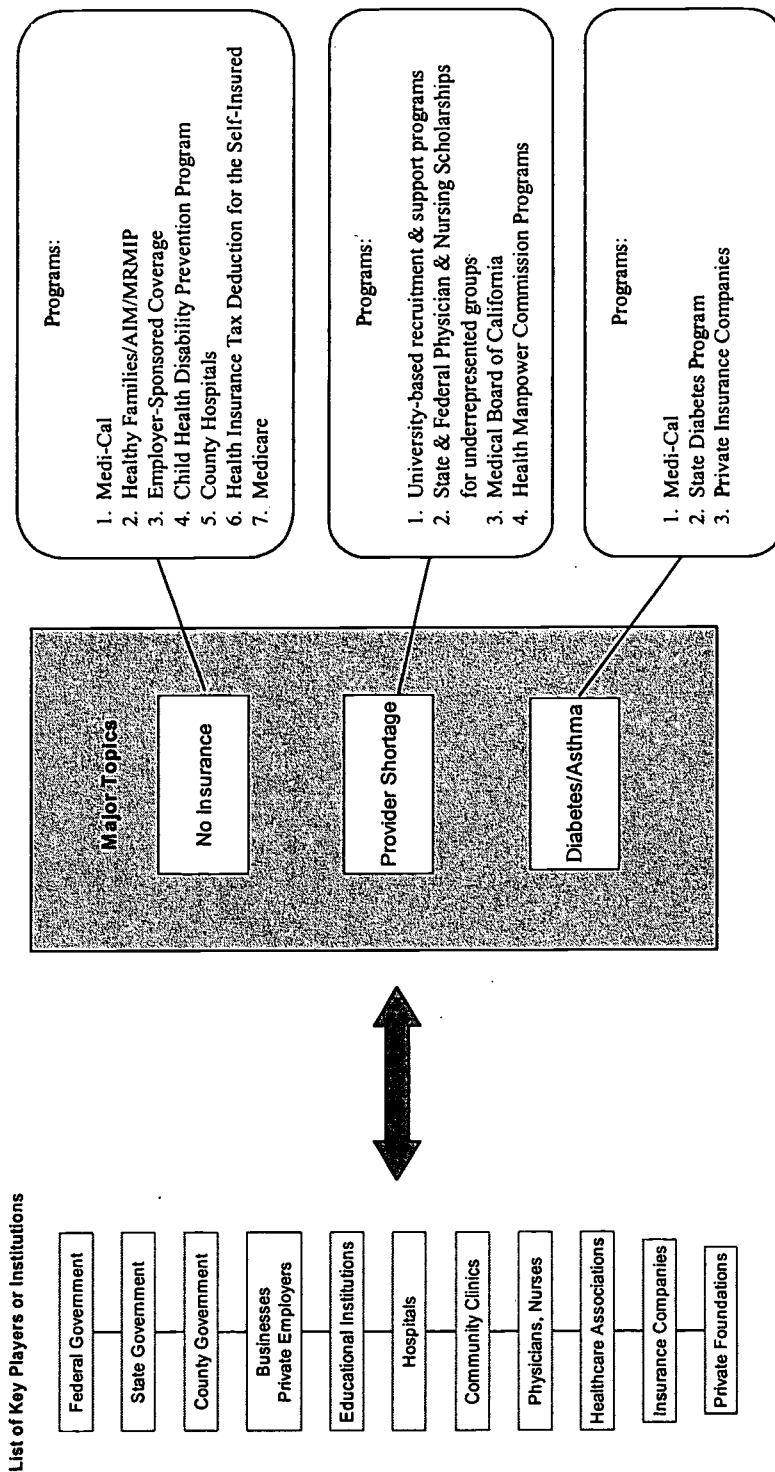 List of Key Players or Institutions
Federal Government
State Government
County Government
Businesses
Private Employers
Educational Institutions
Hospitals
Community Clinics
Physicians, Nurses
Healthcare Associations
Insurance Companies
Private Foundations
Major Topics
No Insurance
Provider Shortage
Diabetes/Asthma
Programs:
1. Medi-Cal
2. Healthy Families/AIM/MRMIP
3. Employer-Sponsored Coverage
4. Child Health Disability Prevention Program
5. County Hospitals
6. Health Insurance Tax Deduction for the Self-Insured
7. Medicare
Programs:
1. University-based recruitment & support programs
2. State & Federal Physician & Nursing Scholarships
for underrepresented groups
3. Medical Board of California
4. Health Manpower Commission Programs
Programs:
1. Medi-Cal
2. State Diabetes Program
3. Private Insurance Companies